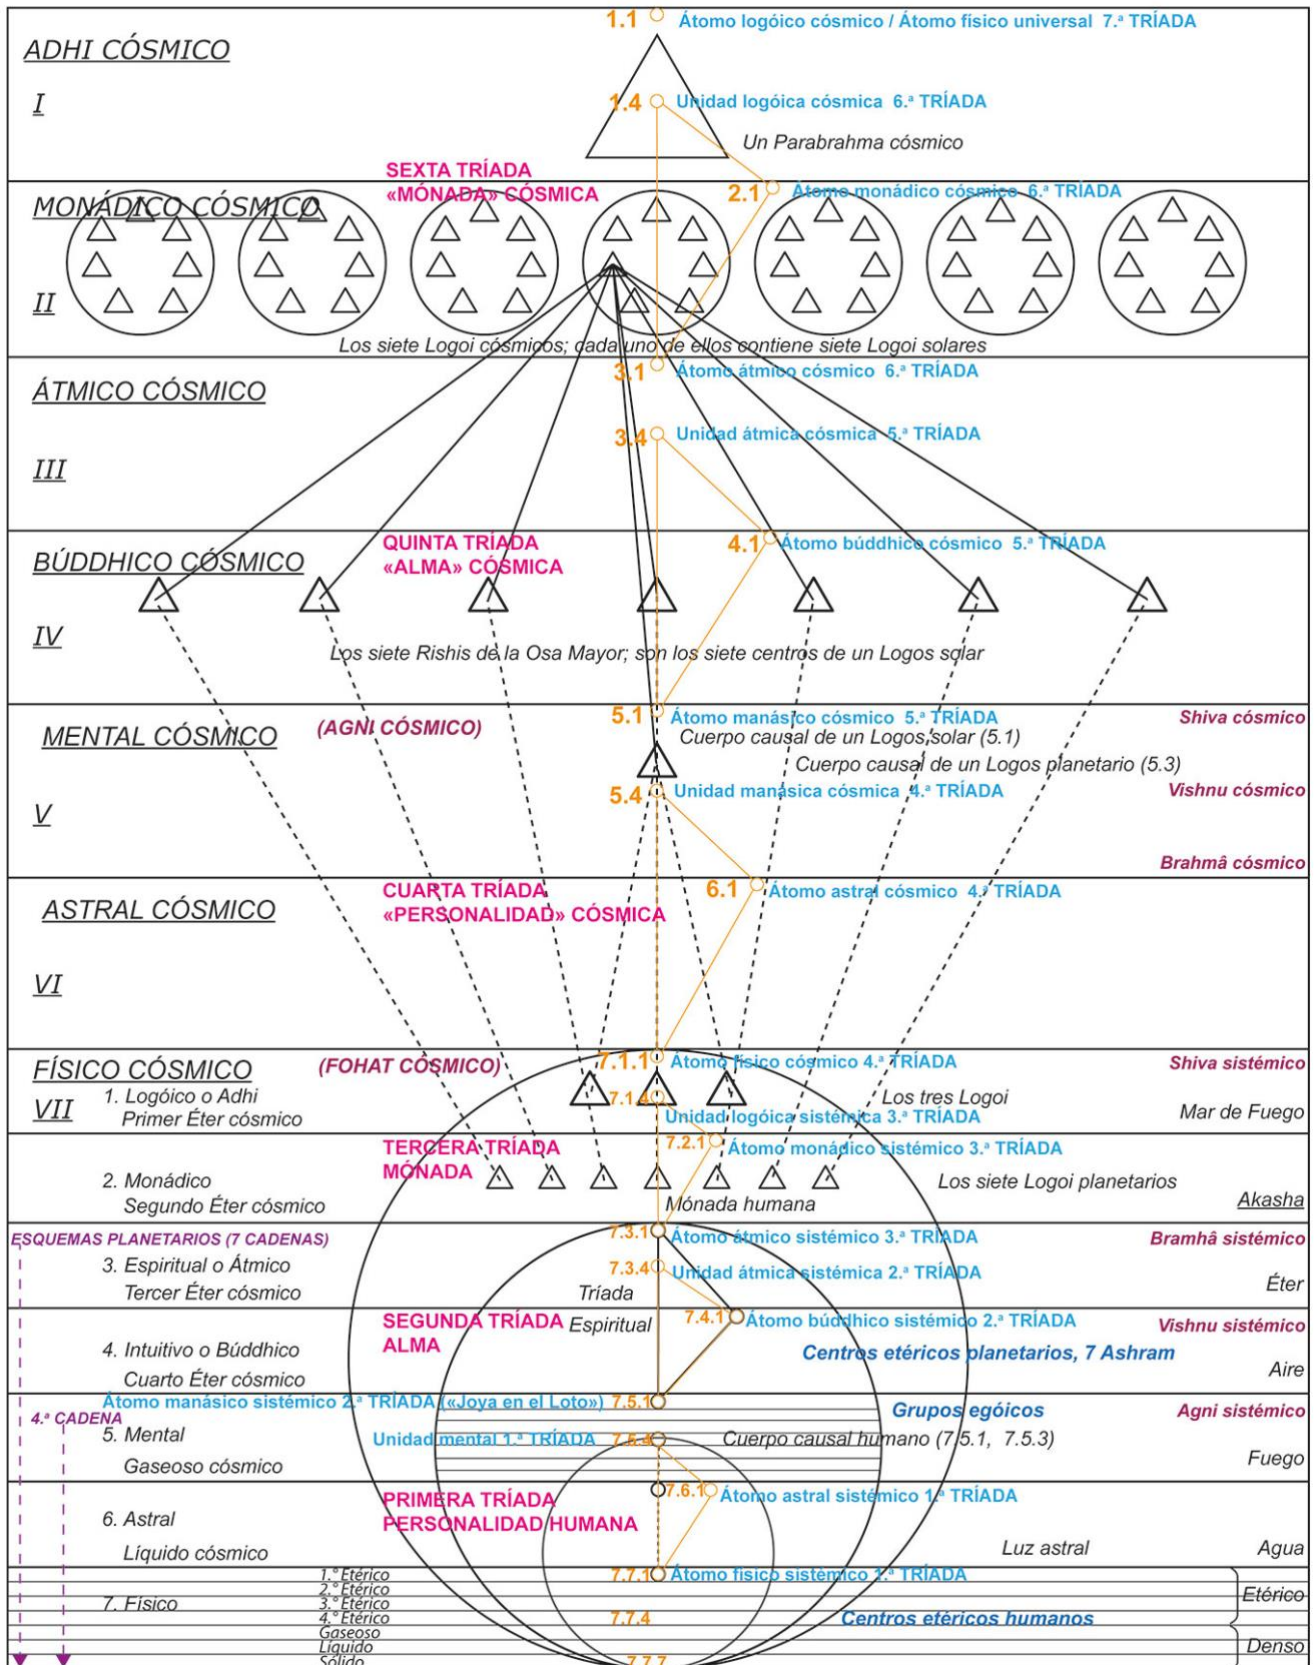 1.1 Átomo logóico cósmico / Átomo físico universal 7.ª TRÍADA
ADHI CÓSMICO
I
1.4 Unidad logóica cósmica 6.ª TRÍADA
Un Parabrahma cósmico
SEXTA TRÍADA
«MÓNADA» CÓSMICA
2.1 Átomo monádico cósmico 6.ª TRÍADA
MONÁDICO CÓSMICO
II
Los siete Logoi cósmicos; cada uno de ellos contiene siete Logoi solares
3.1 Átomo átmico cósmico 6.ª TRÍADA
ÁTMICO CÓSMICO
3.4 Unidad átmica cósmica 5.ª TRÍADA
III
QUINTA TRÍADA
«ALMA» CÓSMICA
4.1 Átomo búddhico cósmico 5.ª TRÍADA
BÚDDHICO CÓSMICO
IV
Los siete Rishis de la Osa Mayor; son los siete centros de un Logos solar
5.1 Átomo manásico cósmico 5.ª TRÍADA
Shiva cósmico
MENTAL CÓSMICO
(AGNI CÓSMICO)
Cuerpo causal de un Logos solar (5.1)
Cuerpo causal de un Logos planetario (5.3)
5.4 Unidad manásica cósmica 4.ª TRÍADA
Vishnu cósmico
V
Brahmâ cósmico
CUARTA TRÍADA
«PERSONALIDAD» CÓSMICA
6.1 Átomo astral cósmico 4.ª TRÍADA
ASTRAL CÓSMICO
VI
FÍSICO CÓSMICO
(FOHAT CÓSMICO)
7.1.1 Átomo físico cósmico 4.ª TRÍADA
Shiva sistémico
VII
1. Logóico o Adhi
Primer Éter cósmico
7.1.4
Los tres Logoi
Mar de Fuego
Unidad logóica sistémica 3.ª TRÍADA
TERCERA TRÍADA
MÓNADA
7.2.1 Átomo monádico sistémico 3.ª TRÍADA
2. Monádico
Segundo Éter cósmico
Los siete Logoi planetarios
Mónada humana
Akasha
ESQUEMAS PLANETARIOS (7 CADENAS)
7.3.1 Átomo átmico sistémico 3.ª TRÍADA
Bramhâ sistémico
3. Espiritual o Átmico
Tercer Éter cósmico
7.3.4 Unidad átmica sistémica 2.ª TRÍADA
Tríada
Éter
SEGUNDA TRÍADA
ALMA
Espiritual
7.4.1 Átomo búddhico sistémico 2.ª TRÍADA
Vishnu sistémico
4. Intuitivo o Búddhico
Cuarto Éter cósmico
Centros etéricos planetarios, 7 Ashram
Aire
Átomo manásico sistémico 2.ª TRÍADA («Joya en el Loto») 7.5.1
Grupos egóicos
Agni sistémico
4.ª CADENA
5. Mental
Gaseoso cósmico
Unidad mental 1.ª TRÍADA 7.5.4
Cuerpo causal humano (7.5.1, 7.5.3)
Fuego
PRIMERA TRÍADA
PERSONALIDAD HUMANA
7.6.1 Átomo astral sistémico 1.ª TRÍADA
6. Astral
Líquido cósmico
Luz astral
Agua
1.º Etérico
7.7.1 Átomo físico sistémico 1.ª TRÍADA
2.º Etérico
Etérico
7. Físico
3.º Etérico
4.º Etérico
7.7.4
Centros etéricos humanos
Gaseoso
Líquido
Denso
Sólido
7.7.7